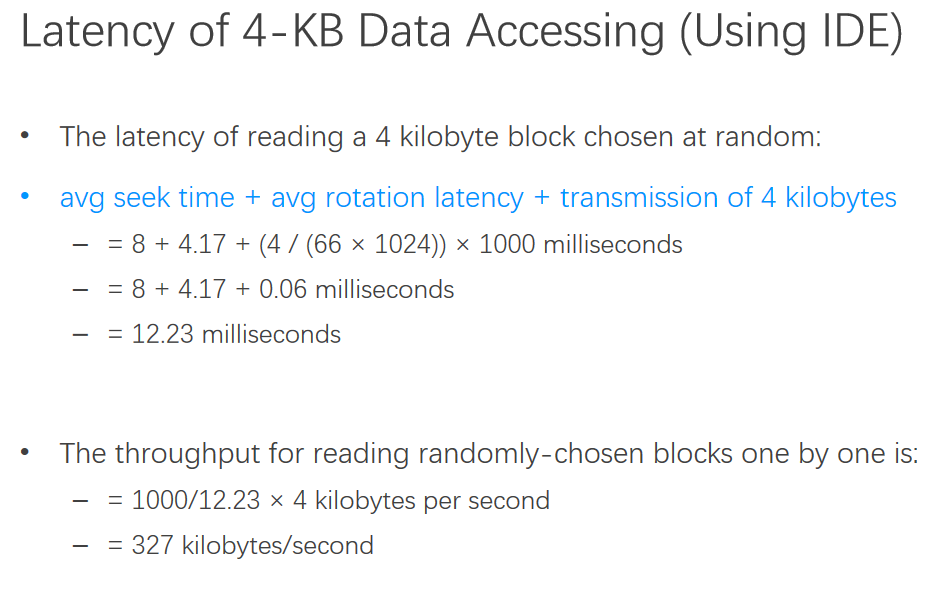 Latency of 4-KB Data Accessing (Using IDE)
• The latency of reading a 4 kilobyte block chosen at random:
• avg seek time + avg rotation latency + transmission of 4 kilobytes
– = 8 + 4.17 + (4 / (66 × 1024)) × 1000 milliseconds
– = 8 + 4.17 + 0.06 milliseconds
– = 12.23 milliseconds
• The throughput for reading randomly-chosen blocks one by one is:
– = 1000/12.23 × 4 kilobytes per second
– = 327 kilobytes/second